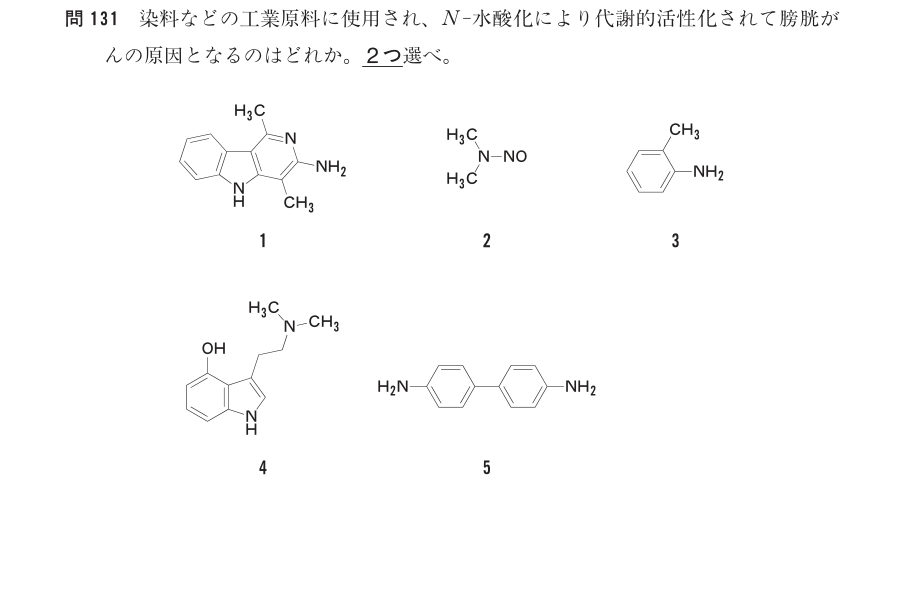 問 131　染料などの工業原料に使用され、N-水酸化により代謝的活性化されて膀胱が
んの原因となるのはどれか。２つ選べ。
H₃C
N
NH₂
N
H
CH₃
1
H₃C
N-NO
H₃C
2
CH₃
NH₂
3
H₃C
N
CH₃
OH
N
H
4
H₂N
NH₂
5